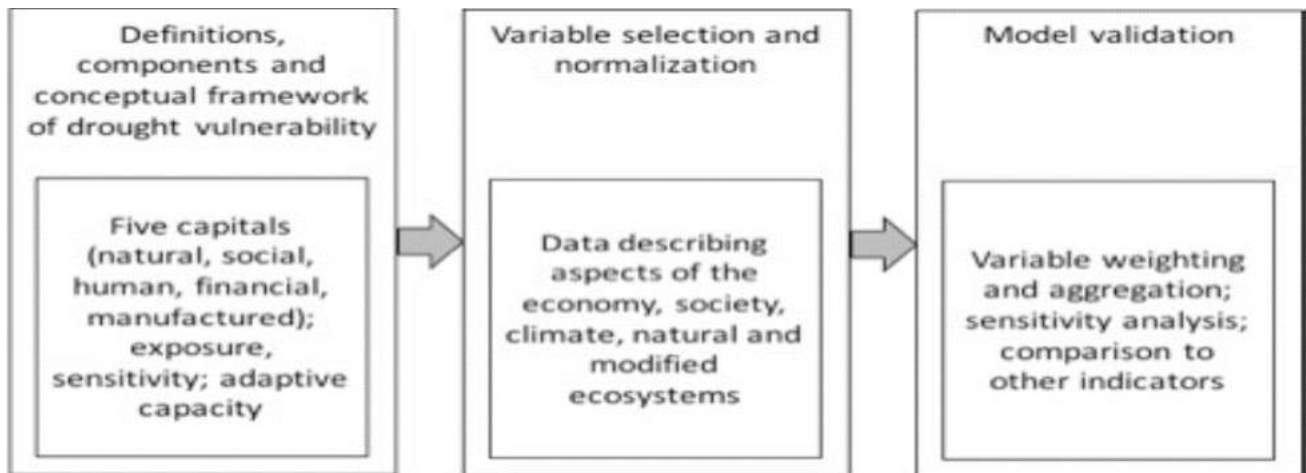 Definitions,
components and
conceptual framework
of drought vulnerability
Five capitals
(natural, social,
human, financial,
manufactured);
exposure,
sensitivity; adaptive
capacity
Variable selection and
normalization
Data describing
aspects of the
economy, society,
climate, natural and
modified
ecosystems
Model validation
Variable weighting
and aggregation;
sensitivity analysis;
comparison to
other indicators